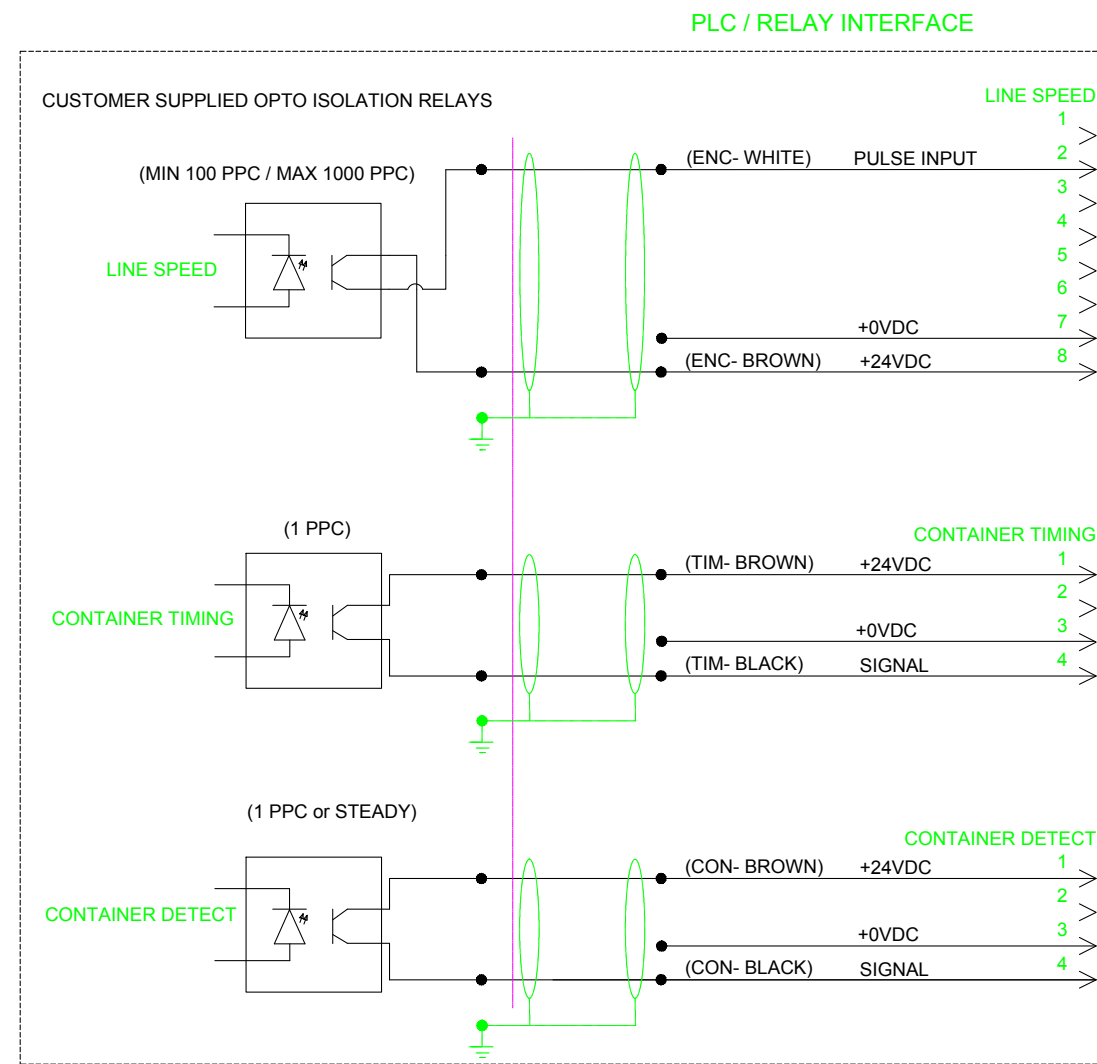 PLC / RELAY INTERFACE
CUSTOMER SUPPLIED OPTO ISOLATION RELAYS
LINE SPEED
1
(MIN 100 PPC / MAX 1000 PPC)
(ENC- WHITE) PULSE INPUT 2
3
4
LINE SPEED
5
6
+0VDC 7
(ENC- BROWN) +24VDC 8
(1 PPC)
CONTAINER TIMING
(TIM- BROWN) +24VDC 1
2
CONTAINER TIMING
+0VDC 3
(TIM- BLACK) SIGNAL 4
(1 PPC or STEADY)
CONTAINER DETECT
(CON- BROWN) +24VDC 1
2
CONTAINER DETECT
+0VDC 3
(CON- BLACK) SIGNAL 4